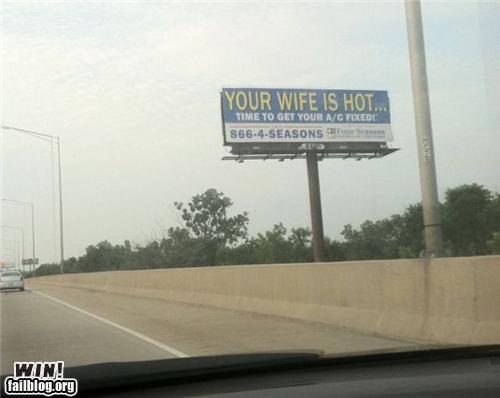 YOUR WIFE IS HOT...
TIME TO GET YOUR A/C FIXED!
866-4-SEASONS Four Seasons
WIN!
failblog.org